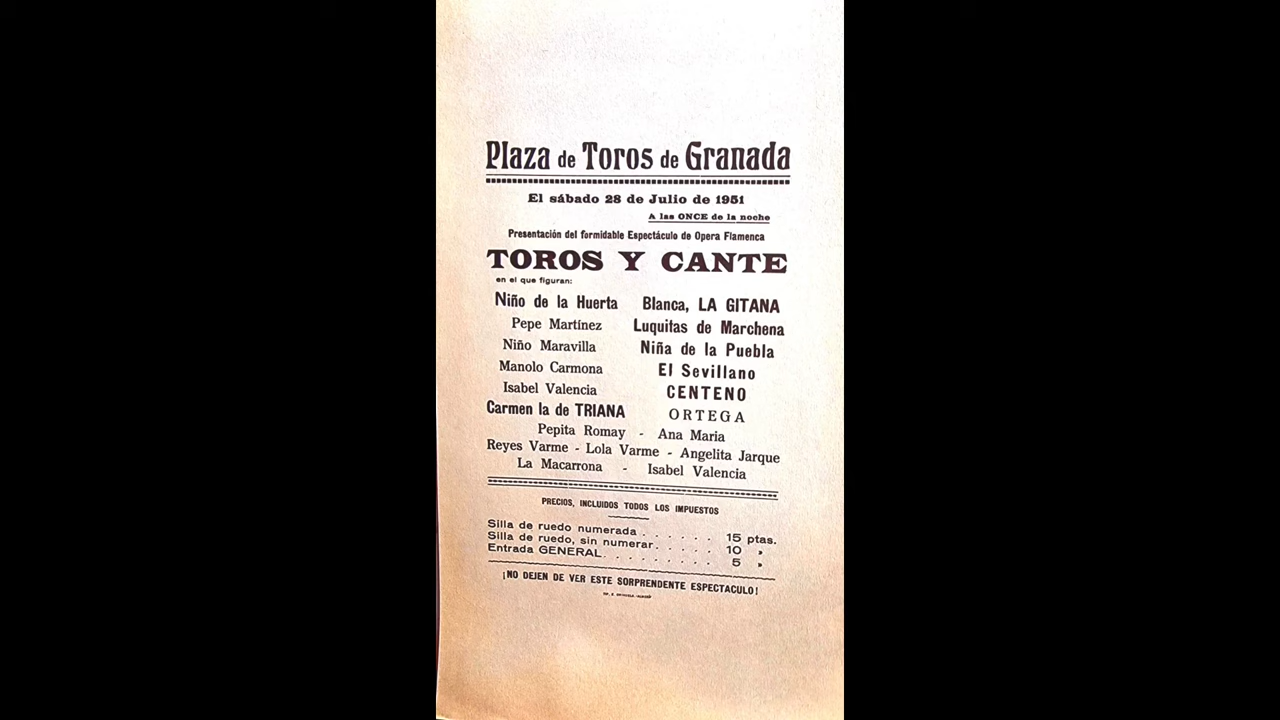 Plaza de Toros de Granada
El sábado 28 de Julio de 1951
A las ONCE de la noche
Presentación del formidable Espectáculo de Opera Flamenca
TOROS Y CANTE
en el que figuran:
Niño de la Huerta Blanca, LA GITANA
Pepe Martínez Luquitas de Marchena
Niño Maravilla Niña de la Puebla
Manolo Carmona El Sevillano
Isabel Valencia CENTENO
Carmen la de TRIANA ORTEGA
Pepita Romay - Ana Maria
Reyes Varme - Lola Varme - Angelita Jarque
La Macarrona - Isabel Valencia
PRECIOS, INCLUIDOS TODOS LOS IMPUESTOS
Silla de ruedo numerada . . . . . . 15 ptas.
Silla de ruedo, sin numerar . . . . . 10 »
Entrada GENERAL . . . . . . . . 5 »
¡NO DEJEN DE VER ESTE SORPRENDENTE ESPECTACULO!